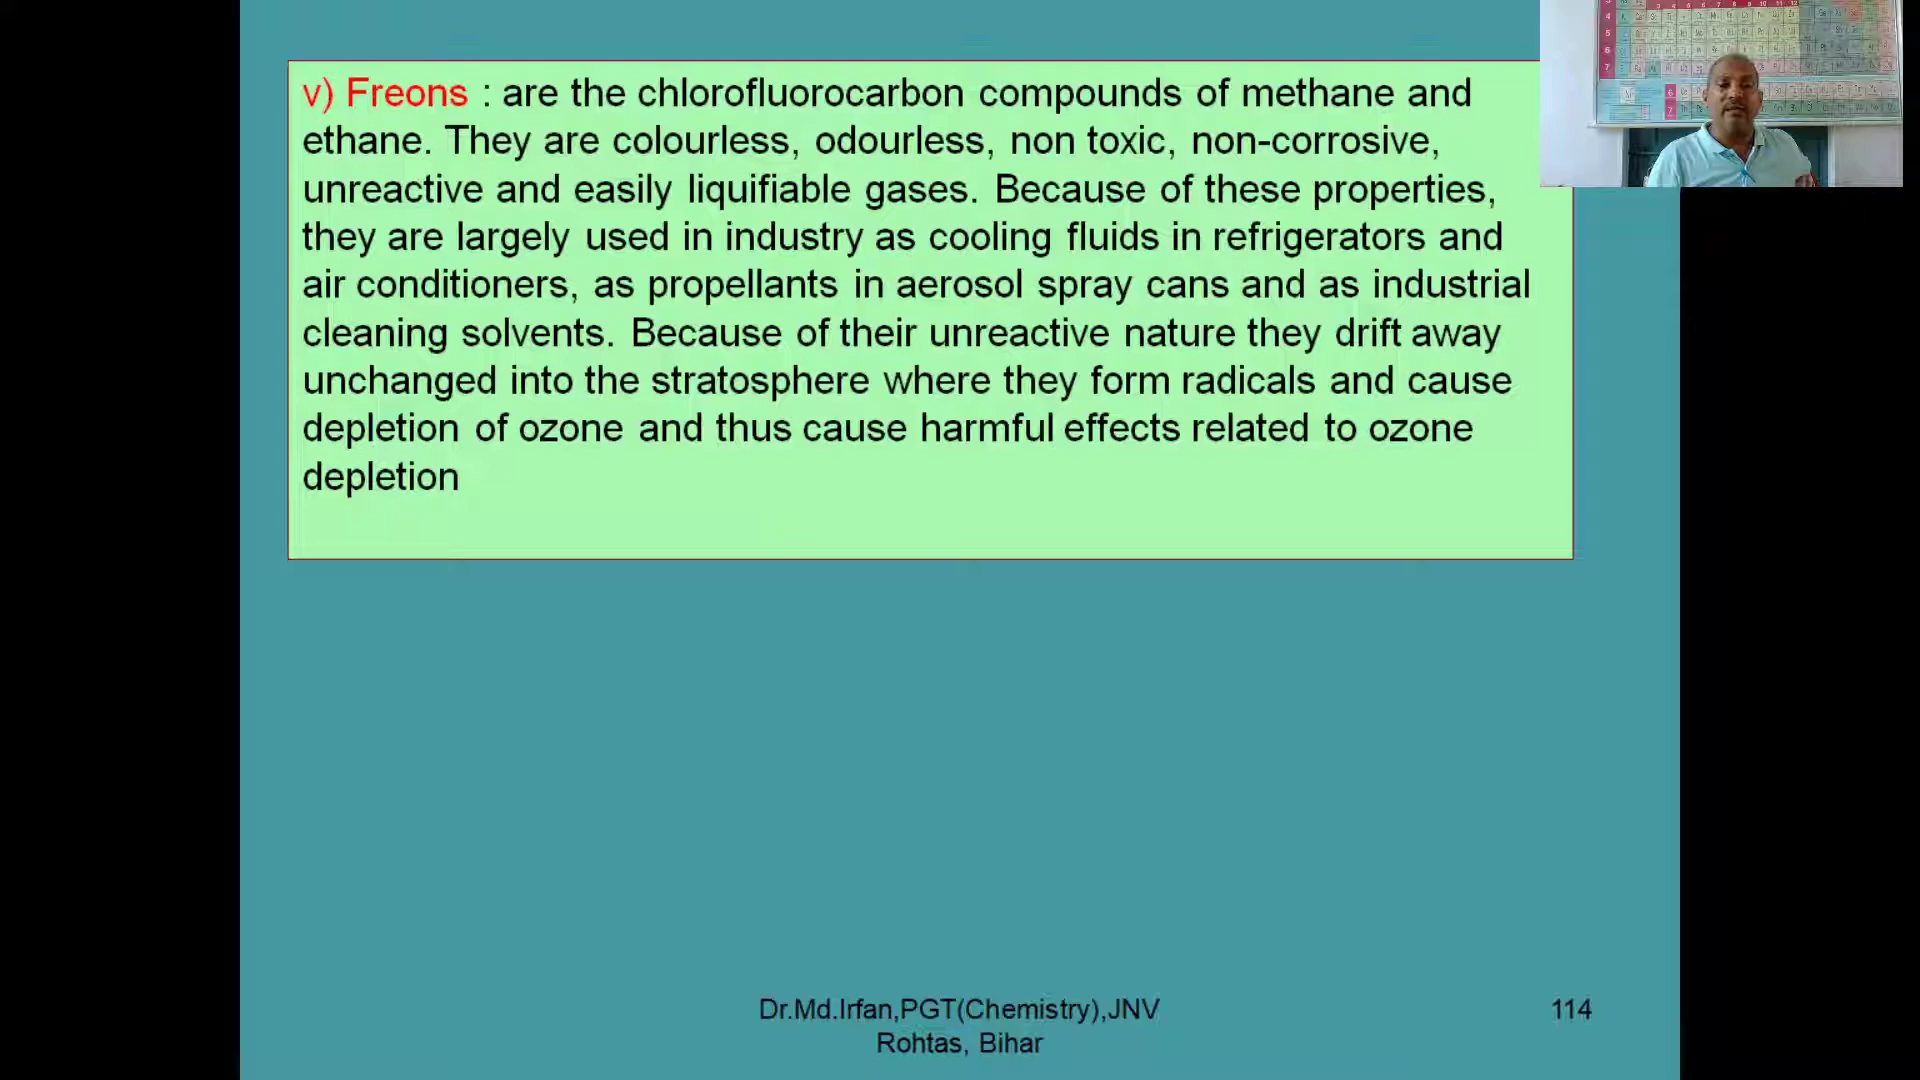 v) Freons : are the chlorofluorocarbon compounds of methane and
ethane. They are colourless, odourless, non toxic, non-corrosive,
unreactive and easily liquifiable gases. Because of these properties,
they are largely used in industry as cooling fluids in refrigerators and
air conditioners, as propellants in aerosol spray cans and as industrial
cleaning solvents. Because of their unreactive nature they drift away
unchanged into the stratosphere where they form radicals and cause
depletion of ozone and thus cause harmful effects related to ozone
depletion
Dr.Md.Irfan,PGT(Chemistry),JNV
Rohtas, Bihar
114